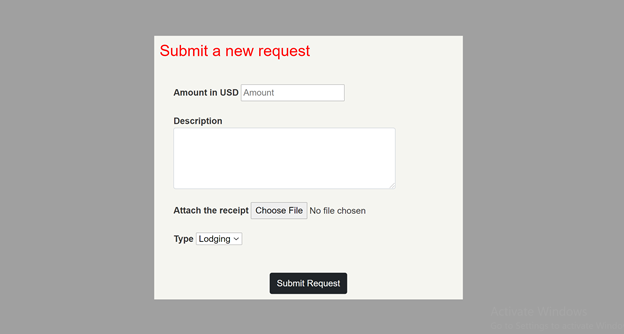 Submit a new request
Amount in USD Amount
Description
Attach the receipt Choose File No file chosen
Type Lodging
Submit Request